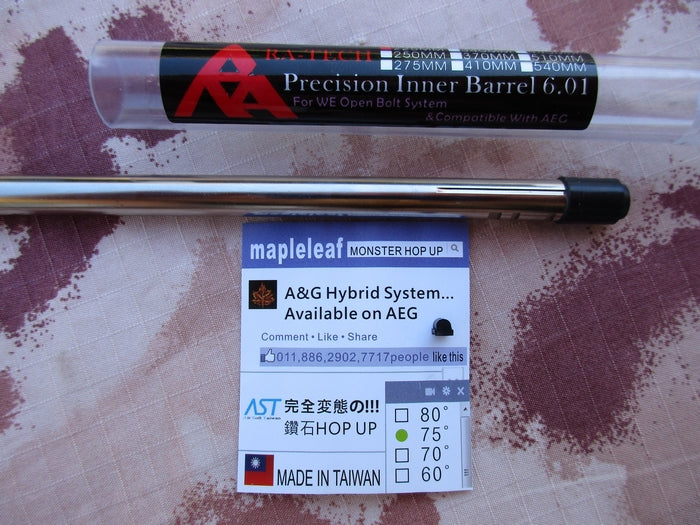 RA-TECH
250MM 370MM 510MM
275MM 410MM 540MM
Precision Inner Barrel 6.01
For WE Open Bolt System
&Compatible With AEG
mapleleaf MONSTER HOP UP
A&G Hybrid System...
Available on AEG
Comment • Like • Share
011,886,2902,7717people like this
AST 完全変態の!!!
鑽石HOP UP
MADE IN TAIWAN
80°
75°
70°
60°